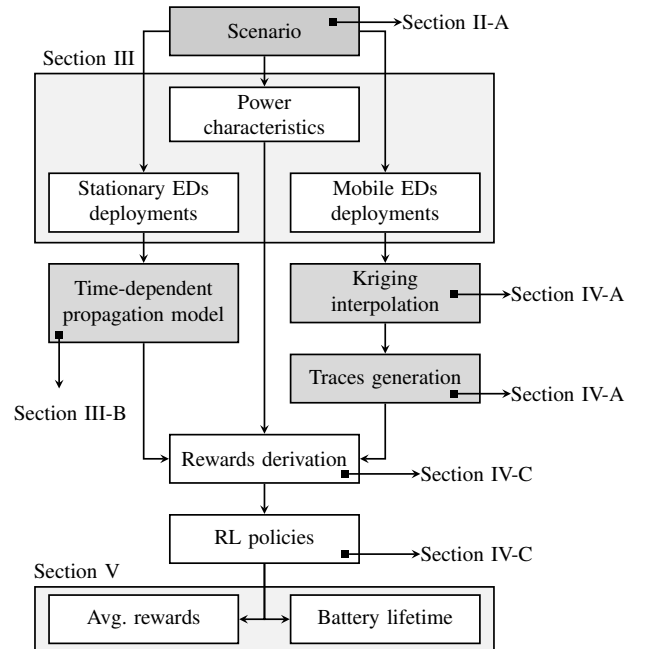 Scenario
Section II-A
Section III
Power
characteristics
Stationary EDs
deployments
Mobile EDs
deployments
Time-dependent
propagation model
Kriging
interpolation
Section IV-A
Traces generation
Section IV-A
Section III-B
Rewards derivation
Section IV-C
RL policies
Section IV-C
Section V
Avg. rewards
Battery lifetime